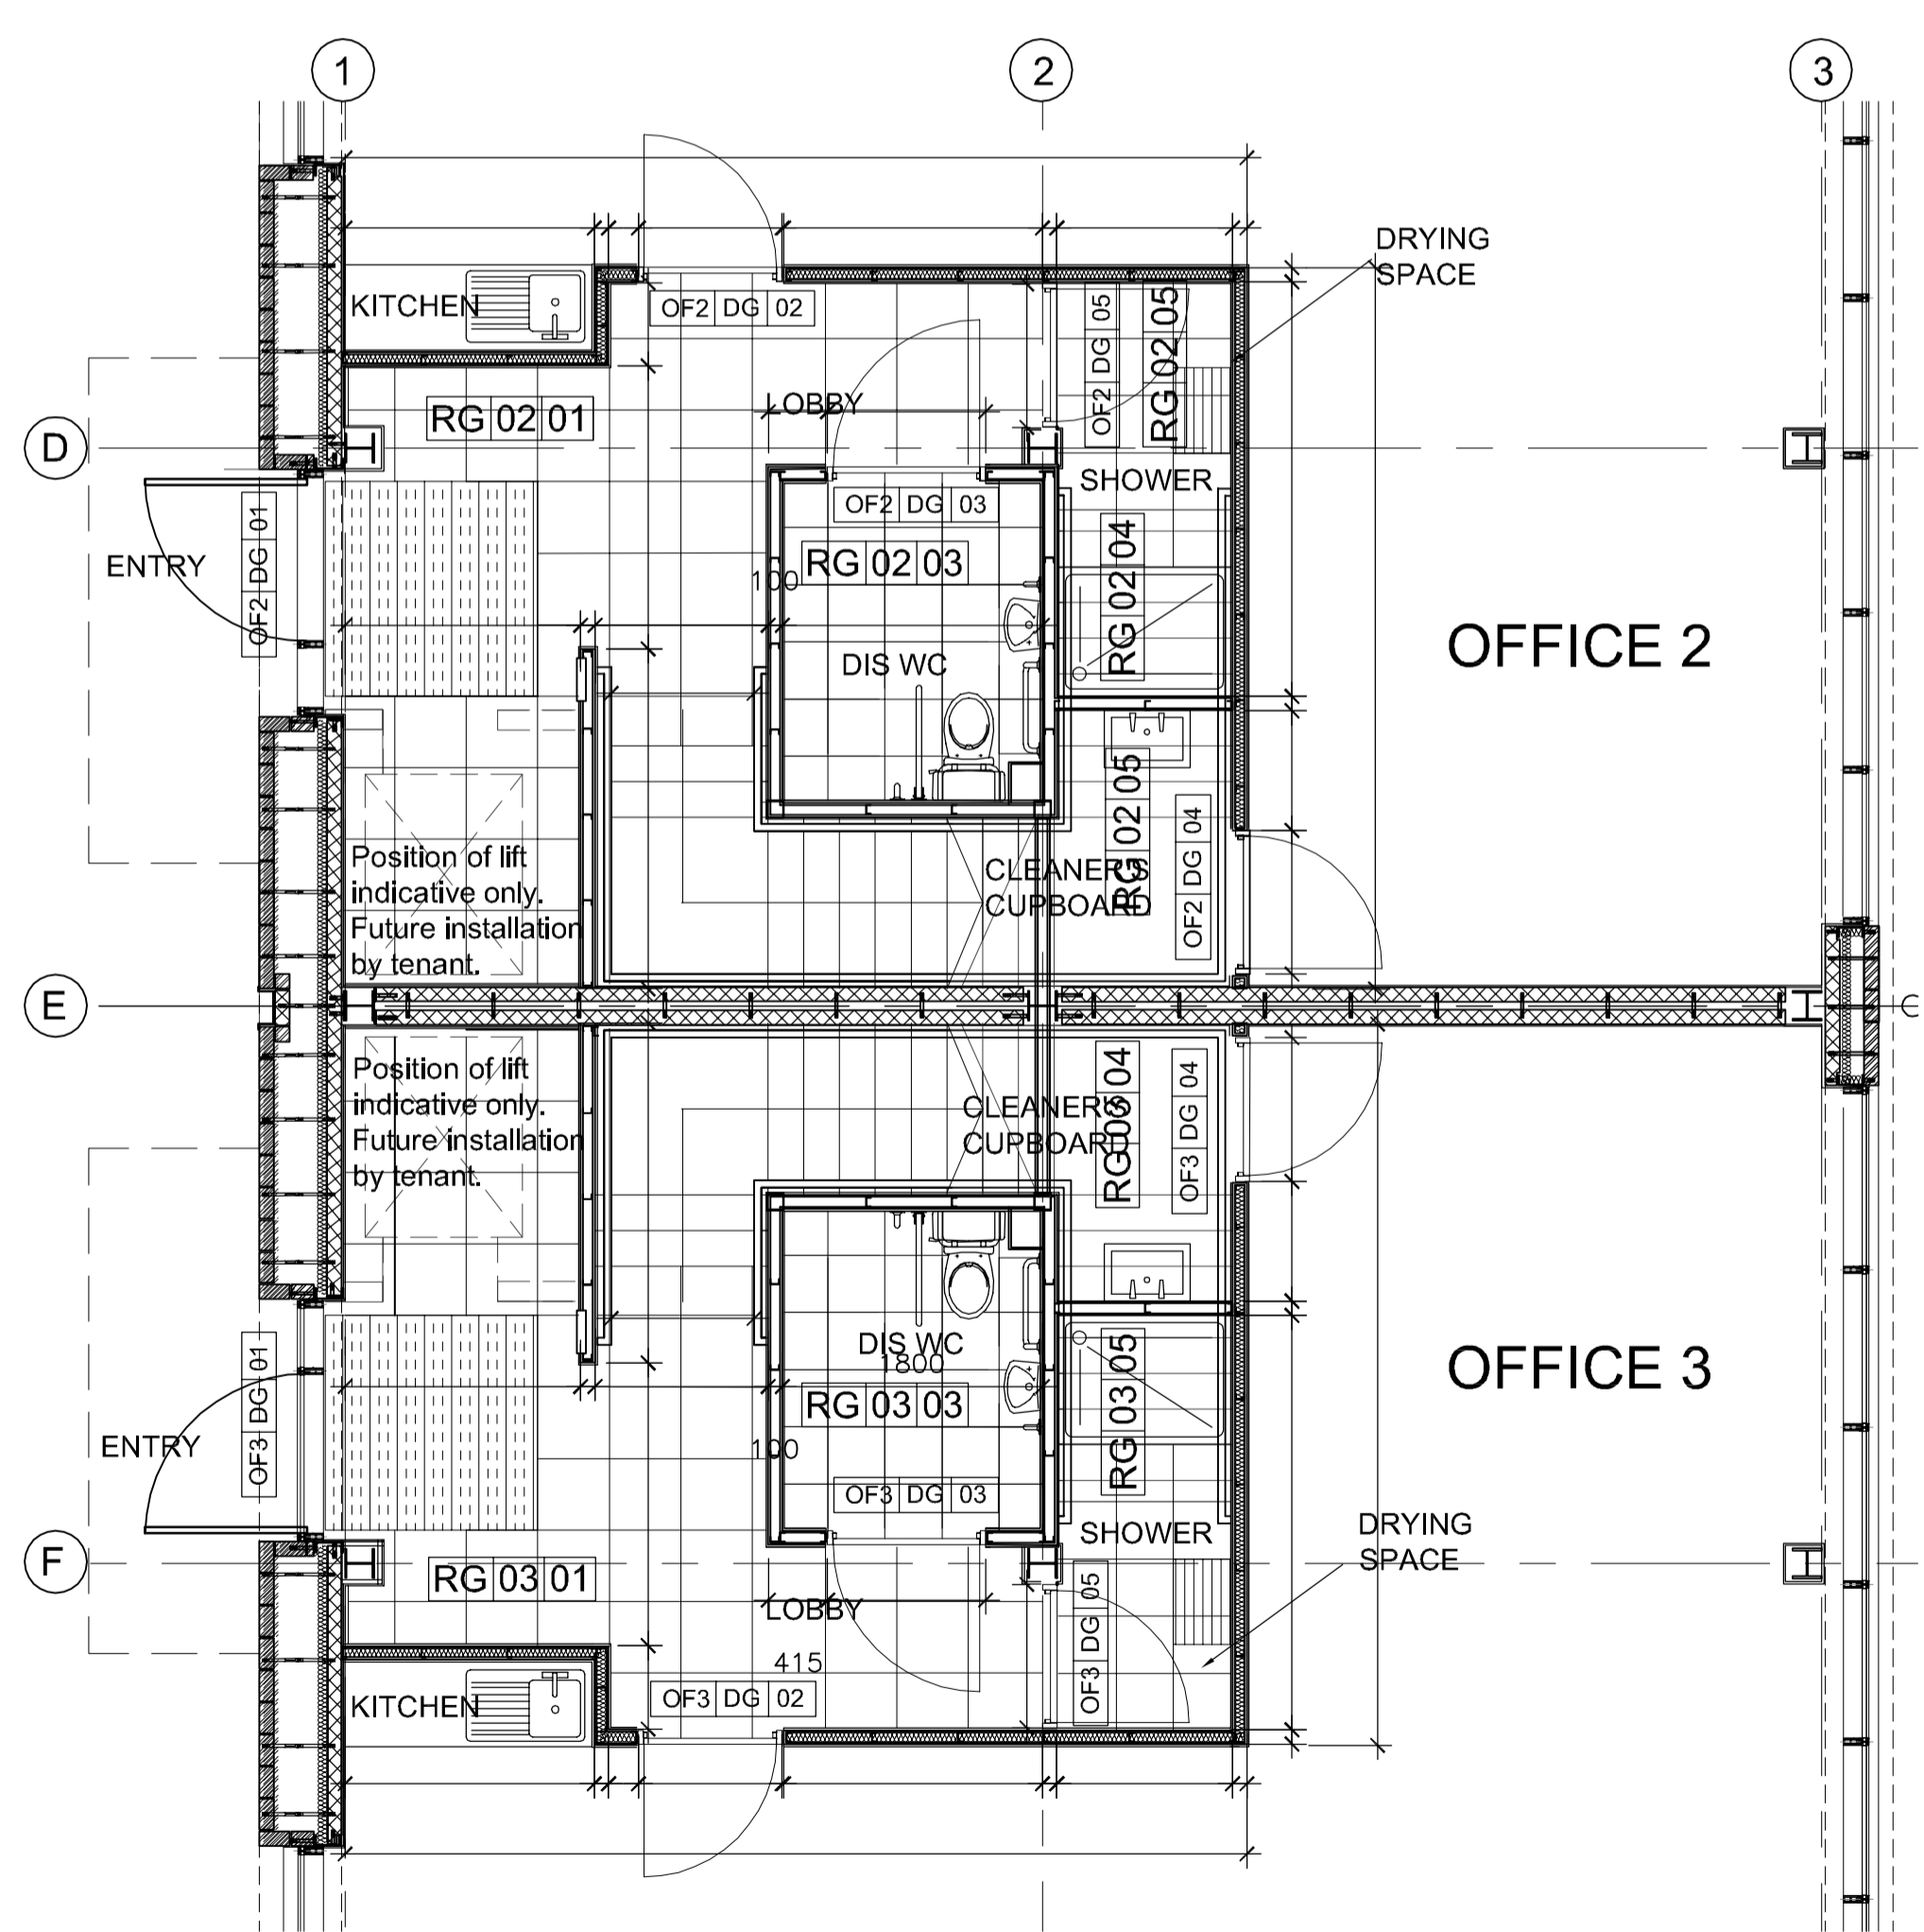 1
2
3
DRYING
SPACE
KITCHEN
OF2 DG 02
OF2 DG 05
RG 02 05
LOBBY
RG 02 01
D
SHOWER
OF2 DG 03
OF2 DG 01
ENTRY
RG 02 03
100
RG 02 04
OFFICE 2
DIS WC
RG 02 05
OF2 DG 04
Position of lift
indicative only.
Future installation
by tenant.
CLEANER'S
CUPBOARD
E
Position of lift
indicative only.
Future installation
by tenant.
CLEANER'S
CUPBOARD
RG 03 04
OF3 DG 04
DIS WC
1800
OFFICE 3
RG 03 03
RG 03 05
OF3 DG 01
ENTRY
100
OF3 DG 03
SHOWER
DRYING
SPACE
F
RG 03 01
LOBBY
OF3 DG 05
415
KITCHEN
OF3 DG 02